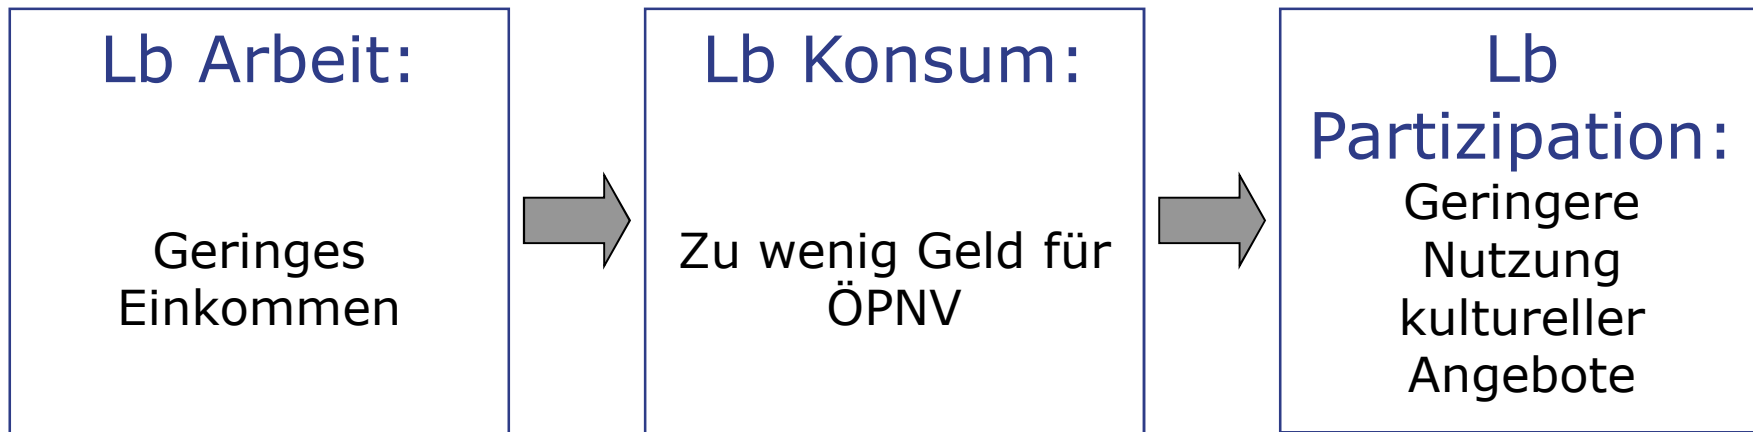 Lb Arbeit:
Geringes
Einkommen
Lb Konsum:
Zu wenig Geld für
ÖPNV
Lb
Partizipation:
Geringere
Nutzung
kultureller
Angebote